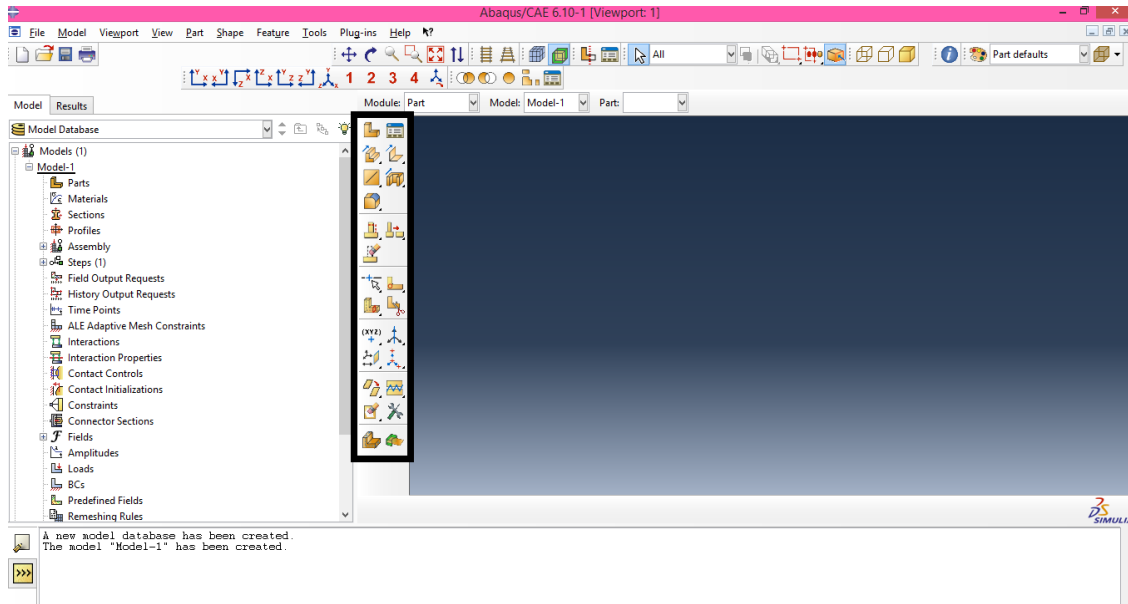 Abaqus/CAE 6.10-1 [Viewport: 1]
File Model Viewport View Part Shape Feature Tools Plug-ins Help
All
Part defaults
1 2 3 4
Model Results
Module: Part Model: Model-1 Part:
Model Database
Models (1)
Model-1
Parts
Materials
Sections
Profiles
Assembly
Steps (1)
Field Output Requests
History Output Requests
Time Points
ALE Adaptive Mesh Constraints
Interactions
Interaction Properties
Contact Controls
Contact Initializations
Constraints
Connector Sections
Fields
Amplitudes
Loads
BCs
Predefined Fields
Remeshing Rules
(XYZ)
SIMULI
A new model database has been created.
The model "Model-1" has been created.
>>>